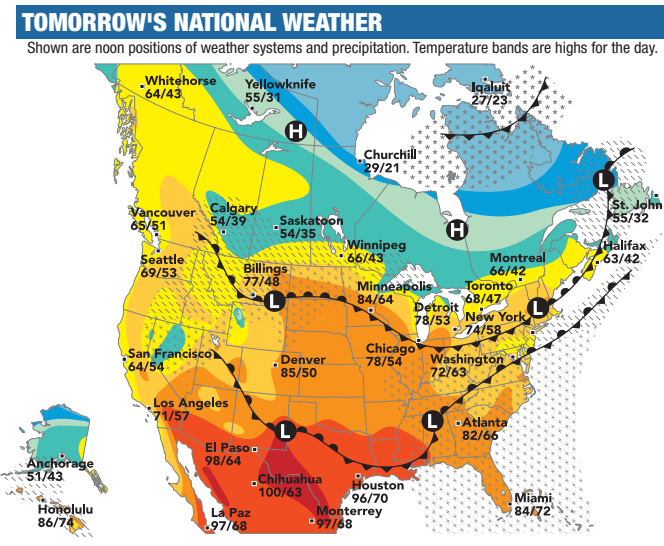 TOMORROW'S NATIONAL WEATHER
Shown are noon positions of weather systems and precipitation. Temperature bands are highs for the day.
Whitehorse
64/43
Yellowknife
55/31
Iqaluit
27/23
H
Churchill
29/21
L
St. John
55/32
Vancouver
65/51
Calgary
54/39
Saskatoon
54/35
H
Winnipeg
66/43
Halifax
63/42
Seattle
69/53
Billings
77/48
Montreal
66/42
L
Minneapolis
84/64
Toronto
68/47
L
Detroit
78/53
New York
74/58
San Francisco
64/54
Denver
85/50
Chicago
78/54
Washington
72/63
Los Angeles
71/57
L
L
Atlanta
82/66
El Paso
98/64
Anchorage
51/43
Chihuahua
100/63
Houston
96/70
Honolulu
86/74
La Paz
97/68
Monterrey
97/68
Miami
84/72